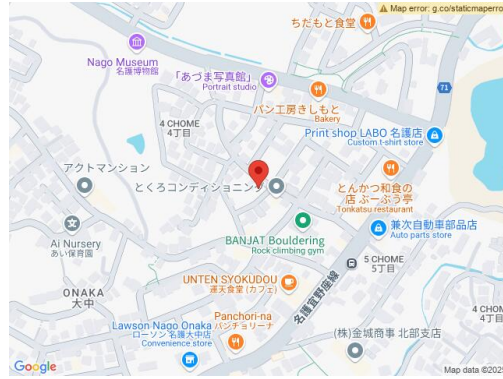 Map error: g.co/staticmaperro
ちだもと食堂
Nago Museum
名護博物館
「あづま写真館」
Portrait studio
71
パン工房きしもと
Bakery
4 CHOME
4丁目
Print shop LABO 名護店
Custom t-shirt store
アクトマンション
とくろコンディショニング
とんかつ和食の
店 ぶーぶう亭
Tonkatsu restaurant
兼次自動車部品店
Auto parts store
Ai Nursery
あい保育園
BANJAT Bouldering
Rock climbing gym
5 CHOME
5丁目
ONAKA
大中
UNTEN SYOKUDOU
運天食堂 (カフェ)
名護宜野座線
4 CHOM
4丁目
Panchori-na
パンチョリーナ
Lawson Nago Onaka
ローソン 名護大中店
Convenience store
(株)金城商事 北部支店
Google
Map data ©202